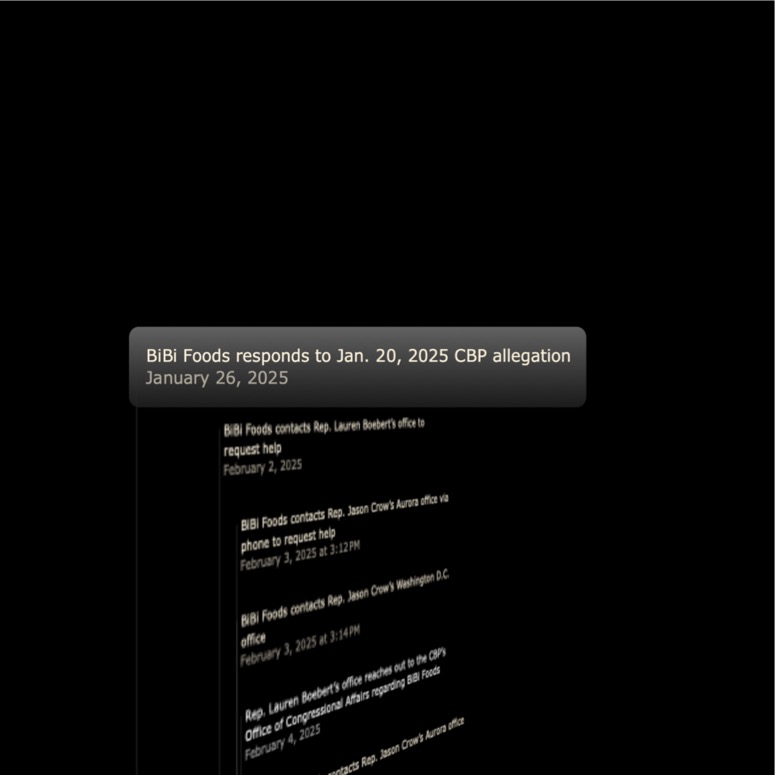 BiBi Foods responds to Jan. 20, 2025 CBP allegation
January 26, 2025
BiBi Foods contacts Rep. Lauren Boebert's office to
request help
February 2, 2025
BiBi Foods contacts Rep. Jason Crow's Aurora office via
phone to request help
February 3, 2025 at 3:12PM
BiBi Foods contacts Rep. Jason Crow's Washington D.C.
office
February 3, 2025 at 3:14PM
Rep. Lauren Boebert's office reaches out to the CBP's
Office of Congressional Affairs regarding BiBi Foods
February 4, 2025
contacts Rep. Jason Crow's Aurora office